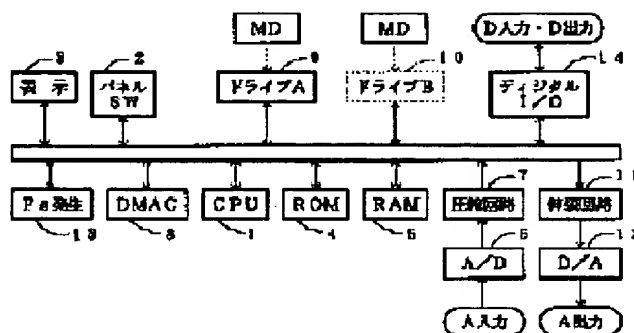 MD
MD
D入力・D出力
3
2
9
10
14
表示
パネル
SW
ドライブA
ドライブB
ディジタル
I/O
Fs発生
DMAC
CPU
ROM
RAM
圧縮回路
伸張回路
13
8
1
4
5
7
11
A/D
6
D/A
12
A入力
A出力